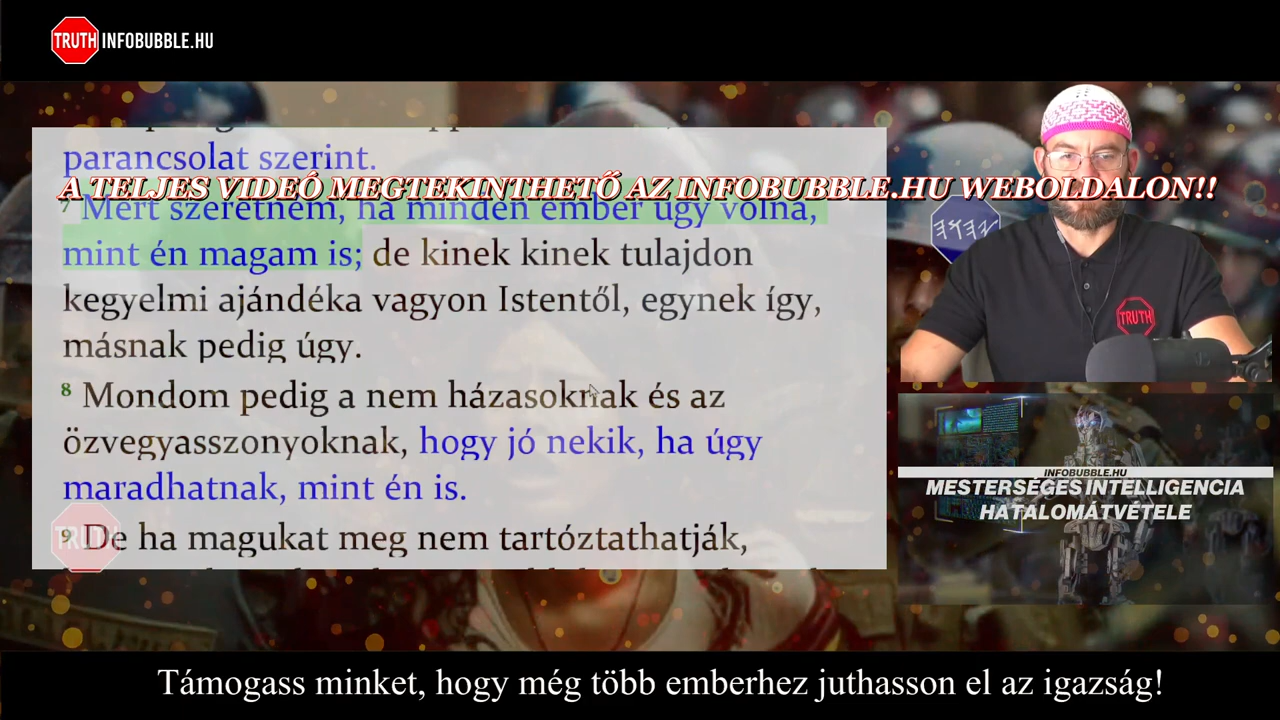 TRUTH INFOBUBBLE.HU
parancsolat szerint.
A TELJES VIDEÓ MEGTEKINTHETŐ AZ INFOBUBBLE.HU WEBOLDALON!!
7 Mert szeretném, ha minden ember úgy volna,
mint én magam is; de kinek kinek tulajdon
kegyelmi ajándéka vagyon Istentől, egynek így,
másnak pedig úgy.
8 Mondom pedig a nem házasoknak és az
özvegyasszonyoknak, hogy jó nekik, ha úgy
maradhatnak, mint én is.
TRUTH
9 De ha magukat meg nem tartóztathatják,
𐤉𐤄𐤅𐤄
TRUTH
INFOBUBBLE.HU
MESTERSÉGES INTELLIGENCIA
HATALOMÁTVÉTELE
Támogass minket, hogy még több emberhez juthasson el az igazság!